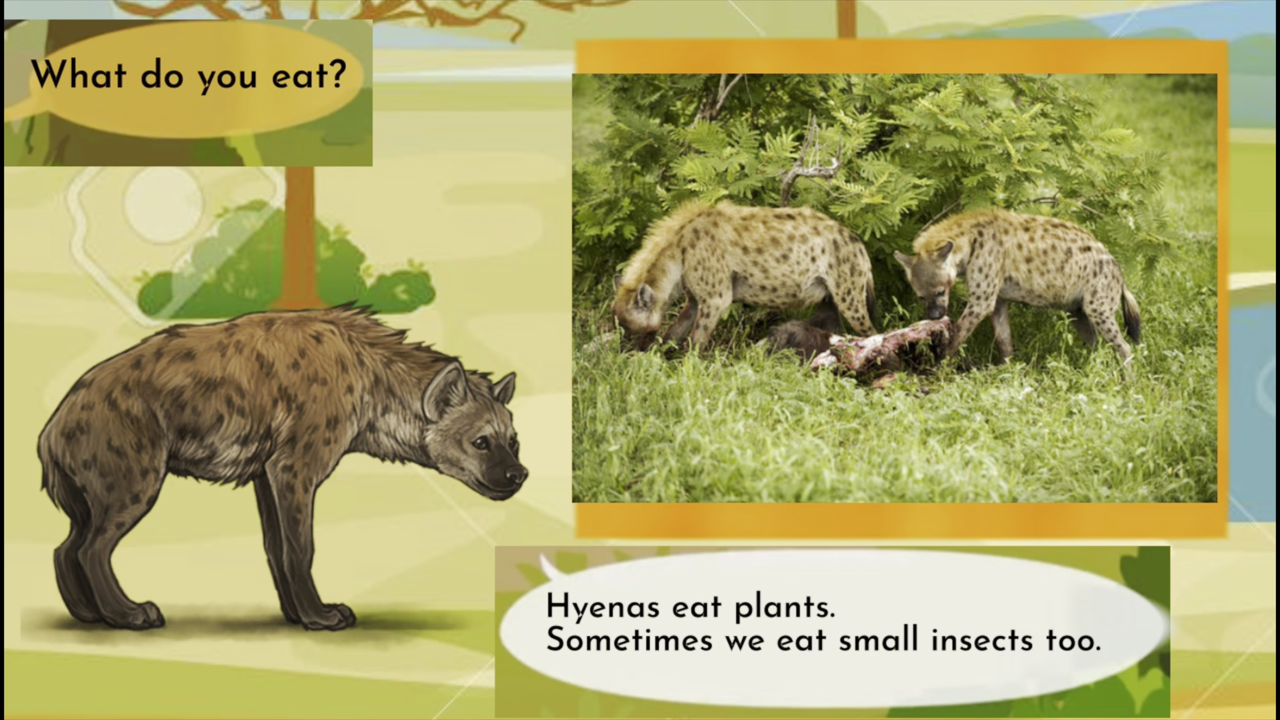 What do you eat?
Hyenas eat plants.
Sometimes we eat small insects too.